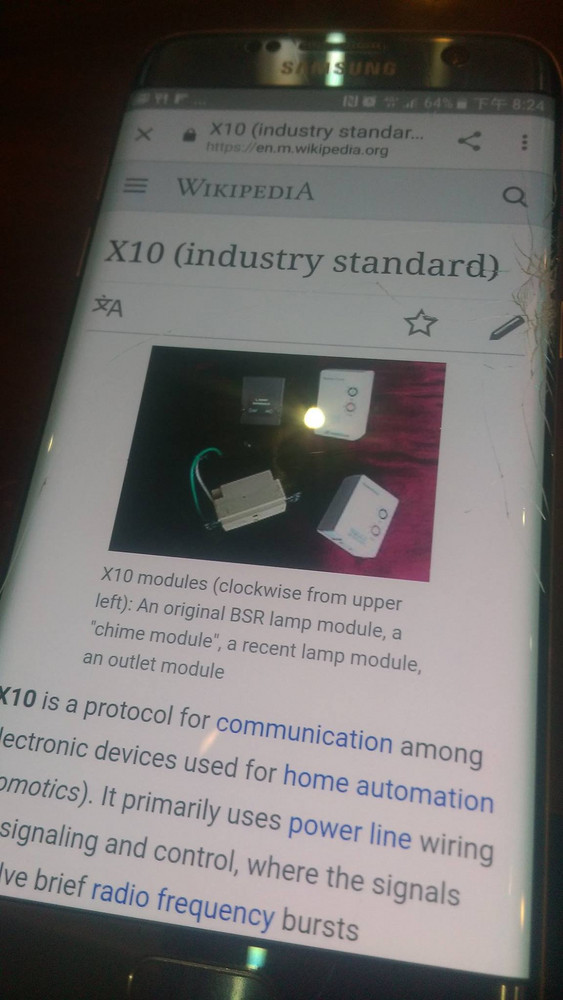 SAMSUNG
64% 下午 8:24
X10 (industry standar...
https://en.m.wikipedia.org
WIKIPEDIA
X10 (industry standard)
文A
X10 modules (clockwise from upper
left): An original BSR lamp module, a
"chime module", a recent lamp module,
an outlet module
X10 is a protocol for communication among
lectronic devices used for home automation
omotics). It primarily uses power line wiring
signaling and control, where the signals
lve brief radio frequency bursts